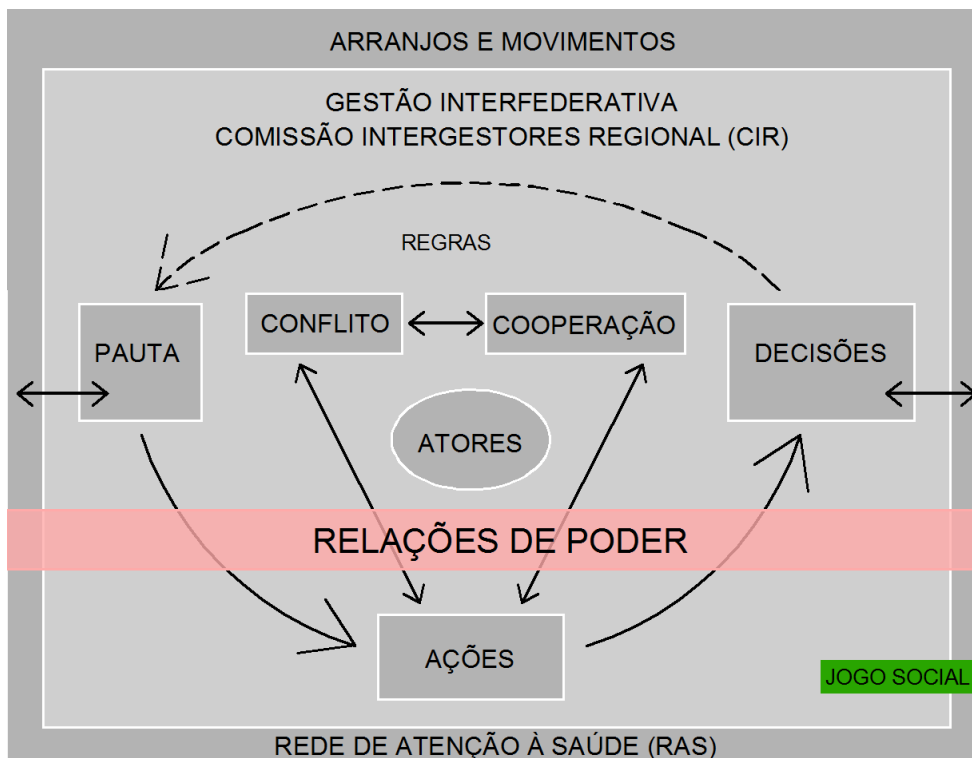 ARRANJOS E MOVIMENTOS
GESTÃO INTERFEDERATIVA
COMISSÃO INTERGESTORES REGIONAL (CIR)
REGRAS
CONFLITO
COOPERAÇÃO
PAUTA
DECISÕES
ATORES
RELAÇÕES DE PODER
AÇÕES
JOGO SOCIAL
REDE DE ATENÇÃO À SAÚDE (RAS)